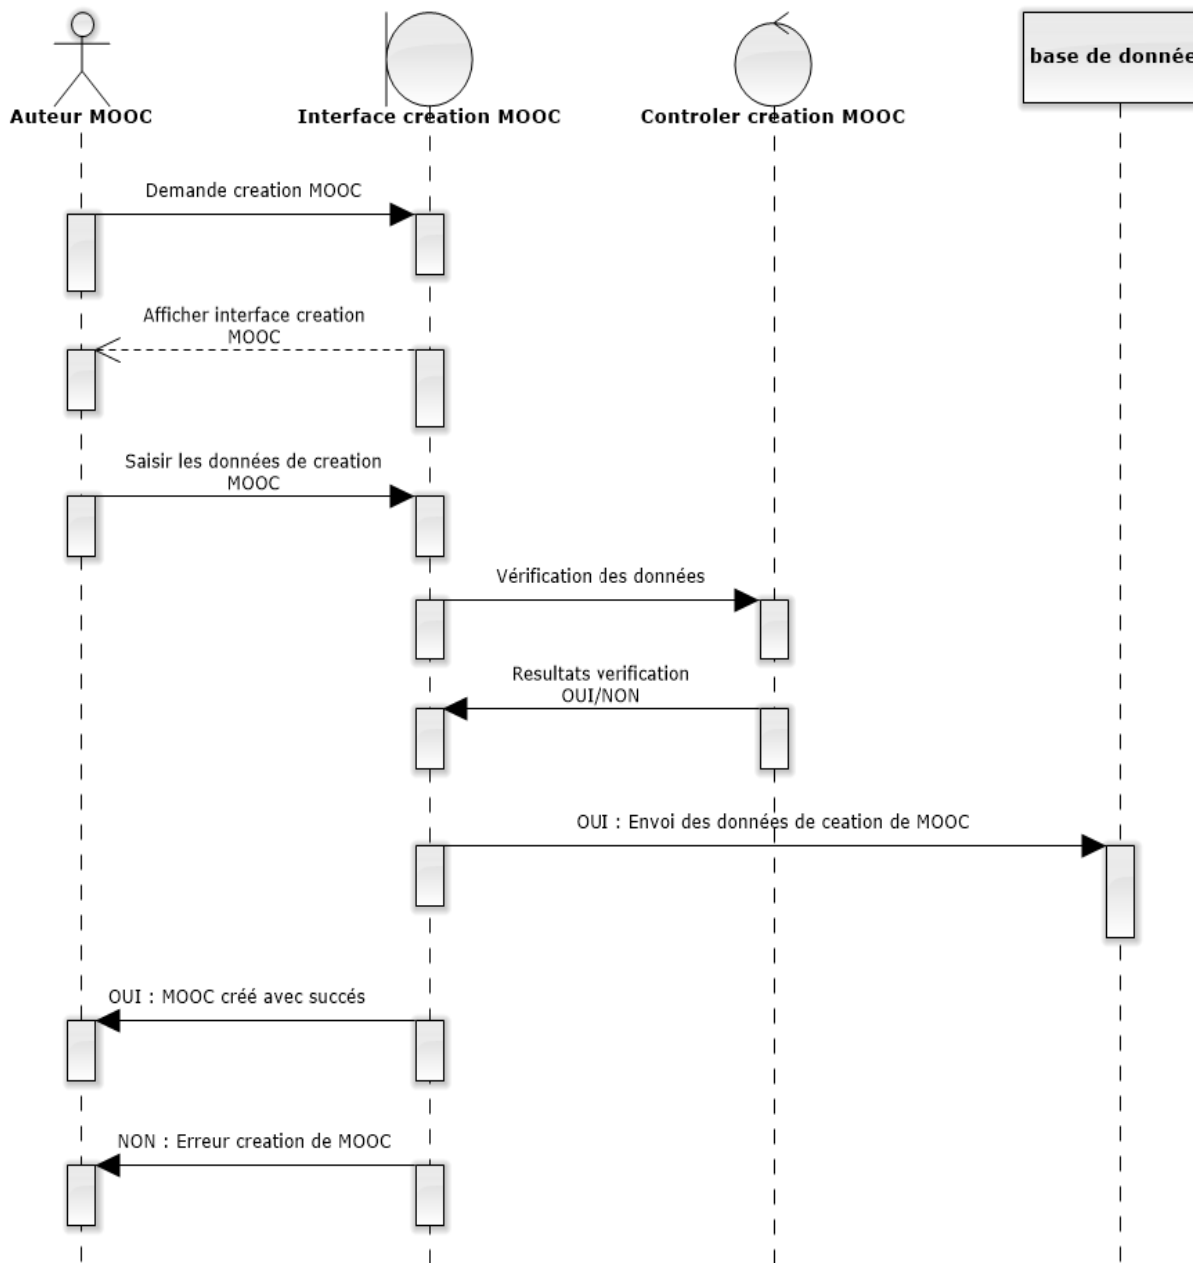 Auteur MOOC
Interface creation MOOC
Controler creation MOOC
base de donnée
Demande creation MOOC
Afficher interface creation
MOOC
Saisir les données de creation
MOOC
Vérification des données
Resultats verification
OUI/NON
OUI : Envoi des données de ceation de MOOC
OUI : MOOC créé avec succés
NON : Erreur creation de MOOC